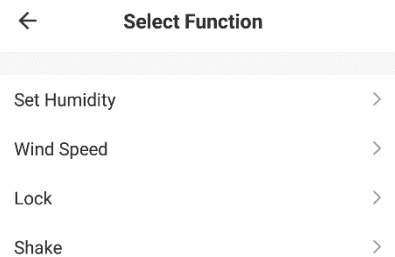 Select Function
Set Humidity
Wind Speed
Lock
Shake